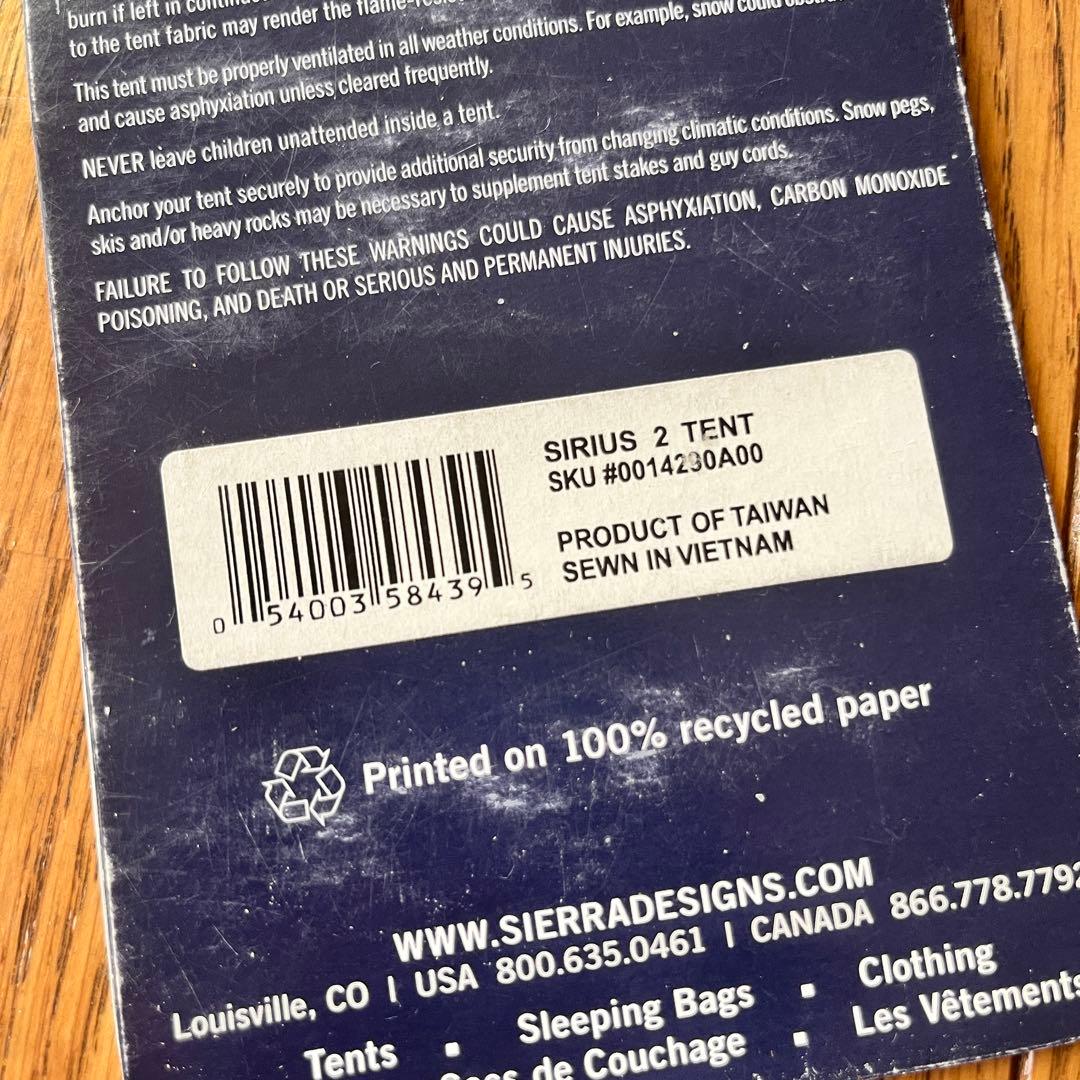 burn if left in
to the tent fabric may render the
This tent must be properly ventilated in all weather conditions. For example, snow could
and cause asphyxiation unless cleared frequently.
NEVER leave children unattended inside a tent.
Anchor your tent securely to provide additional security from changing climatic conditions. Snow pegs,
skis and/or heavy rocks may be necessary to supplement tent stakes and guy cords.
FAILURE TO FOLLOW THESE WARNINGS COULD CAUSE ASPHYXIATION, CARBON MONOXIDE
POISONING, AND DEATH OR SERIOUS AND PERMANENT INJURIES.
SIRIUS 2 TENT
SKU #0014290A00
PRODUCT OF TAIWAN
SEWN IN VIETNAM
0 54003 58439 5
Printed on 100% recycled paper
WWW.SIERRADESIGNS.COM
Louisville, CO | USA 800.635.0461 | CANADA 866.778.7792
Tents ▪ Sleeping Bags ▪ Clothing
de Couchage ▪ Les Vêtements